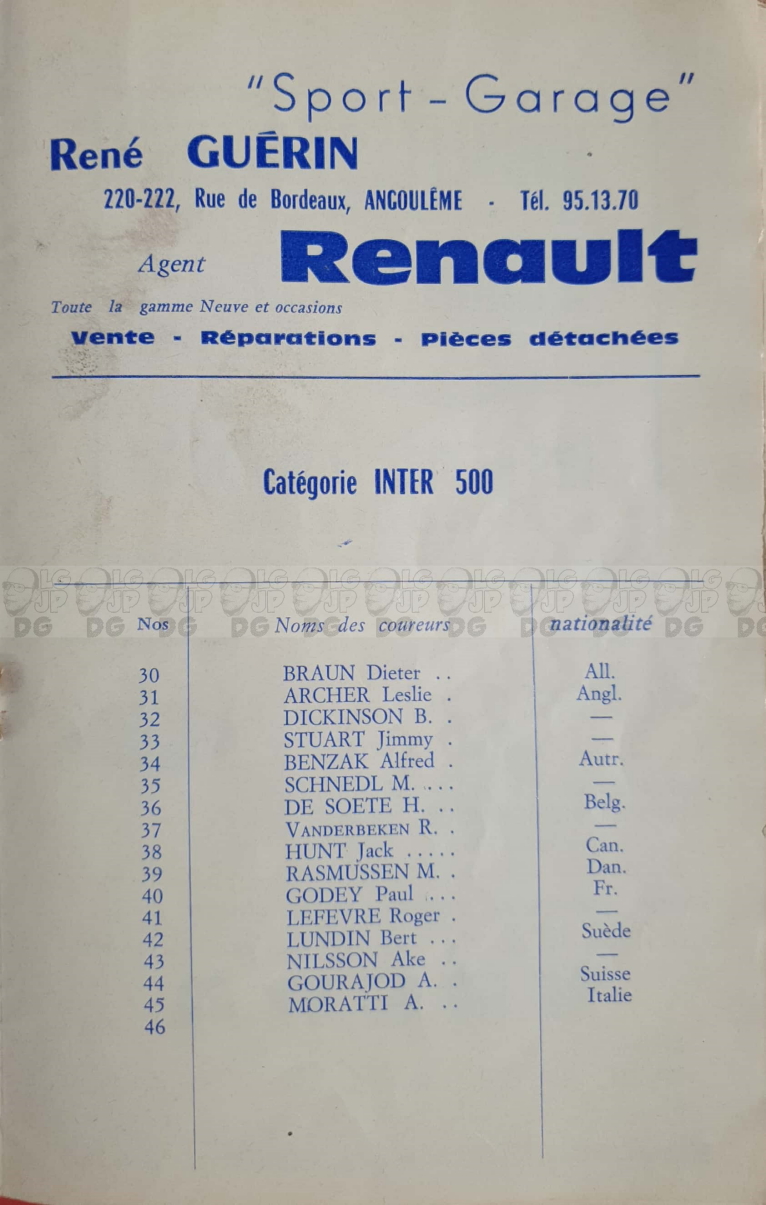 "Sport - Garage"
René GUÉRIN
220-222, Rue de Bordeaux, ANGOULÊME - Tél. 95.13.70
Agent Renault
Toute la gamme Neuve et occasions
Vente - Réparations - Pièces détachées
Catégorie INTER 500
Nos Noms des coureurs nationalité
30 BRAUN Dieter .. All.
31 ARCHER Leslie . Angl.
32 DICKINSON B. . —
33 STUART Jimmy . —
34 BENZAK Alfred . Autr.
35 SCHNEDL M. ... —
36 DE SOETE H. .. Belg.
37 VANDERBEKEN R. . —
38 HUNT Jack ..... Can.
39 RASMUSSEN M. . Dan.
40 GODEY Paul ... Fr.
41 LEFEVRE Roger . —
42 LUNDIN Bert ... Suède
43 NILSSON Ake .. —
44 GOURAJOD A. . Suisse
45 MORATTI A. .. Italie
46